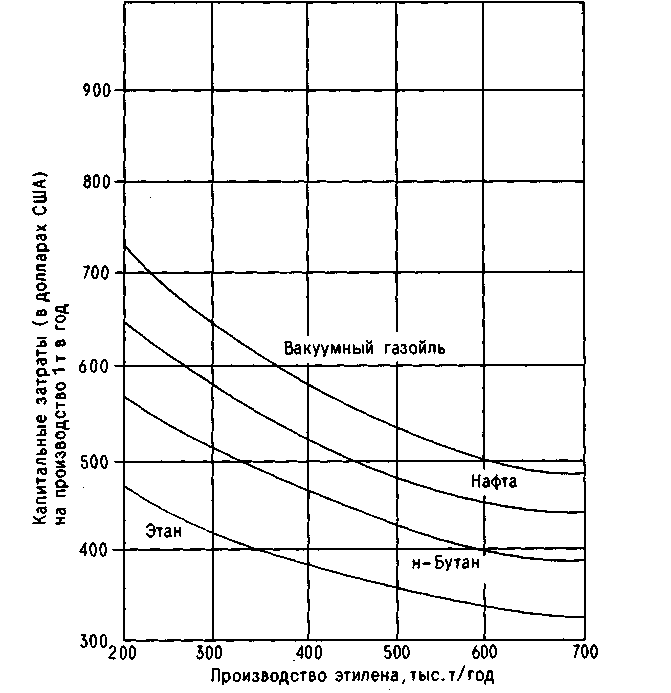 Капитальные затраты (в долларах США)
на производство 1 т в год
900
800
700
600
500
400
300
Вакуумный газойль
Нафта
Этан
н-Бутан
200
300
400
500
600
700
Производство этилена, тыс.т/год